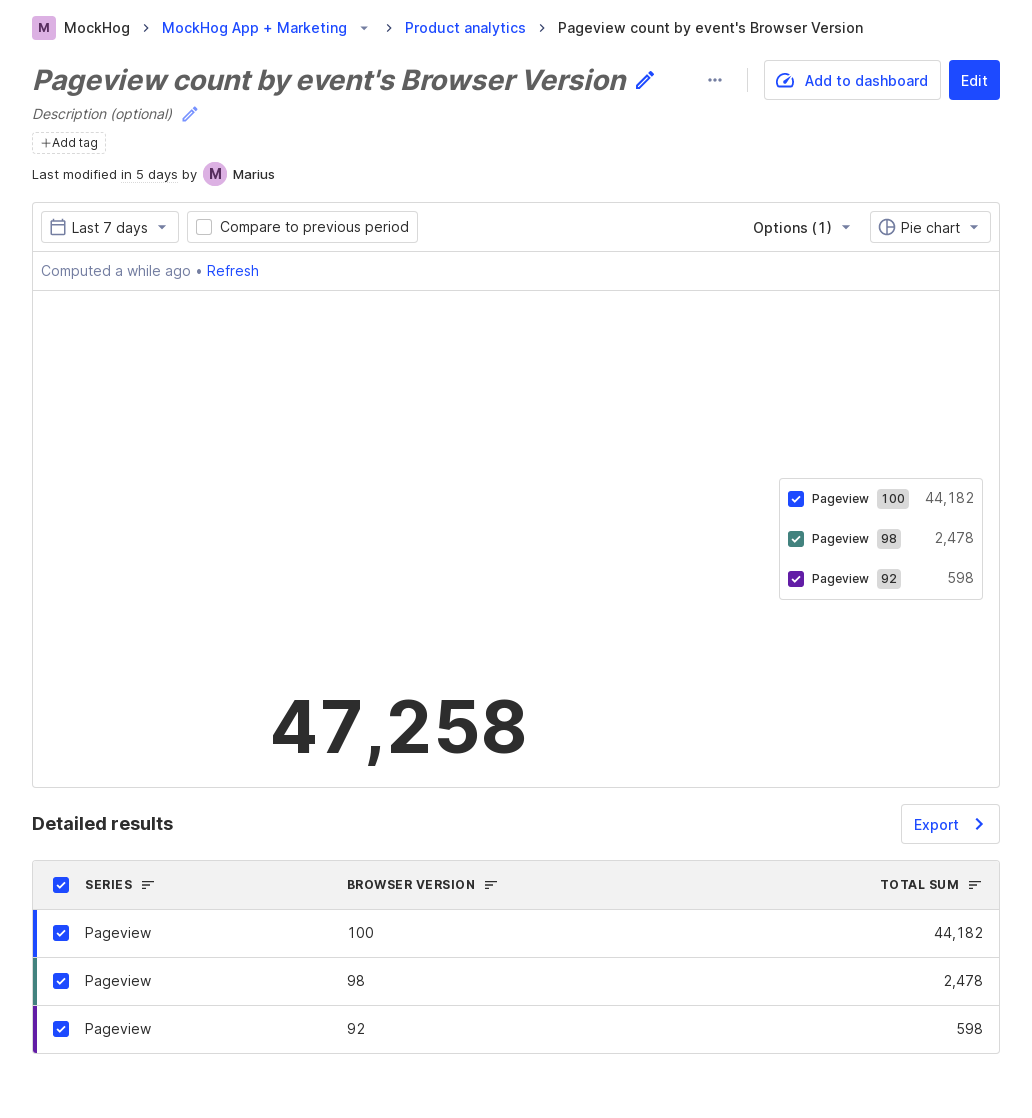 M MockHog > MockHog App + Marketing > Product analytics > Pageview count by event's Browser Version
Pageview count by event's Browser Version
Add to dashboard
Edit
Description (optional)
+Add tag
Last modified in 5 days by M Marius
Last 7 days
Compare to previous period
Options (1)
Pie chart
Computed a while ago • Refresh
Pageview 100 44,182
Pageview 98 2,478
Pageview 92 598
47,258
Detailed results
Export
SERIES BROWSER VERSION TOTAL SUM
Pageview 100 44,182
Pageview 98 2,478
Pageview 92 598